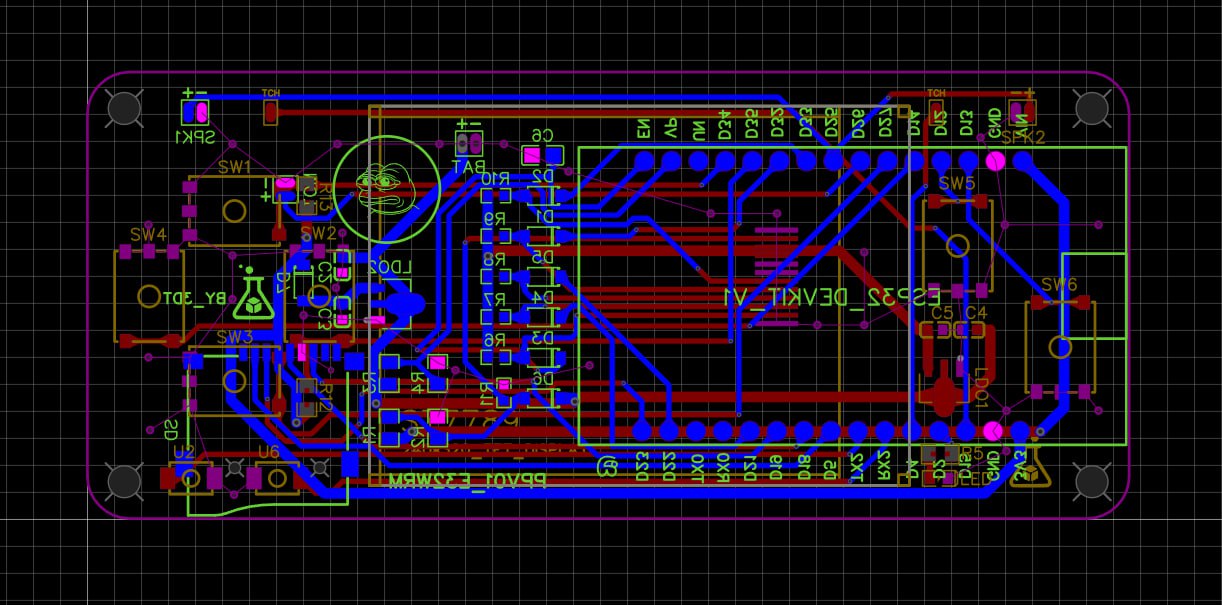 +-
TCH
TCH
-+
SPK1
SPK2
+-
BAT
C6
EN
VP
UN
D34
D35
D32
D33
D25
D26
D27
D14
D12
D13
GND
VIN
SW1
R13
R10
D2
SW5
SW4
SW2
R9
D1
C2
LDO2
R8
D5
BY_3DT
C3
R7
D4
ESP32_DEVKIT_V1
SW6
SW3
R6
D3
C5
C4
R4
R11
D6
R12
LDO1
SD
U2
U6
R5
D23
D22
TX0
RX0
D21
D19
D18
D5
TX2
RX2
D4
D2
D15
GND
3V3
PPV01_E32WRM